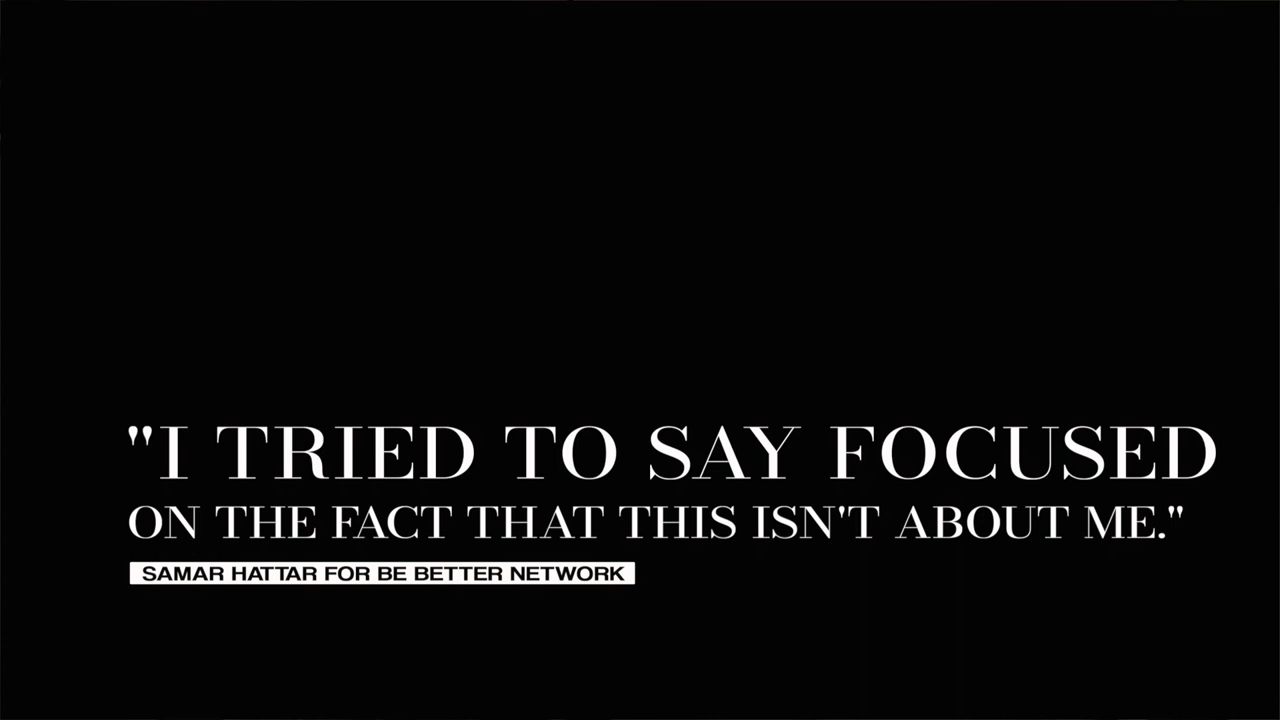 "I TRIED TO SAY FOCUSED
ON THE FACT THAT THIS ISN'T ABOUT ME."
SAMAR HATTAR FOR BE BETTER NETWORK